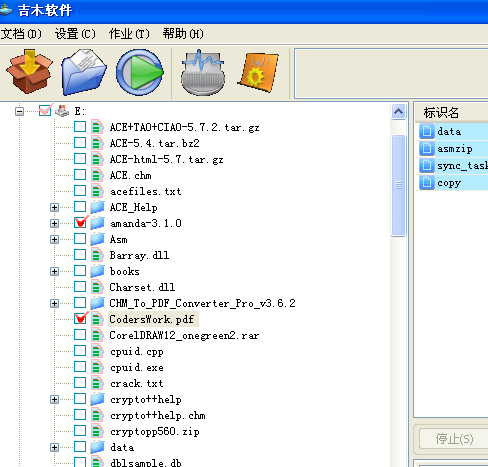 吉木软件
文档(D) 设置(C) 作业(T) 帮助(H)
E:
ACE+TAO+CIAO-5.7.2.tar.gz
ACE-5.4.tar.bz2
ACE-html-5.7.tar.gz
ACE.chm
acefiles.txt
ACE_Help
amanda-3.1.0
Asm
Barray.dll
books
Charset.dll
CHM_To_PDF_Converter_Pro_v3.6.2
CodersWork.pdf
CorelDRAW12_onegreen2.rar
cpuid.cpp
cpuid.exe
crack.txt
crypto++help
crypto++help.chm
cryptopp560.zip
data
dblsample.db
标识名
data
asmzip
sync_task
copy
停止(S)